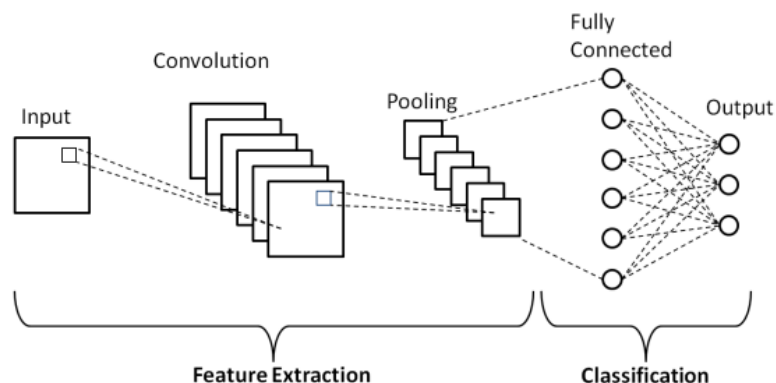 Input
Convolution
Pooling
Fully
Connected
Output
Feature Extraction
Classification